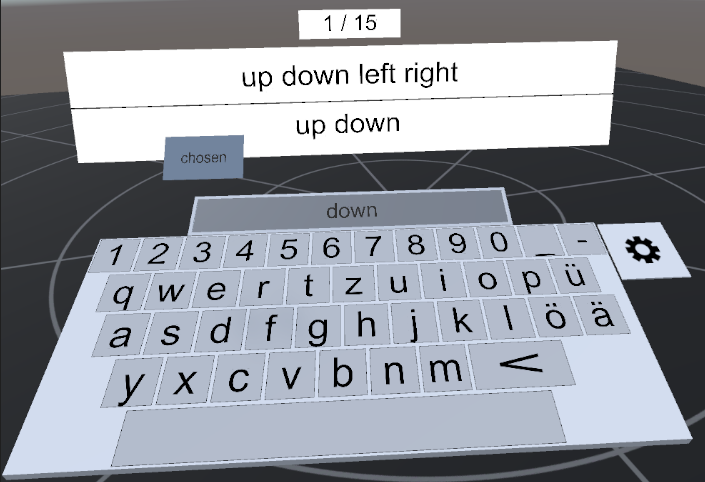 1 / 15
up down left right
up down
chosen
down
1 2 3 4 5 6 7 8 9 0 _ -
q w e r t z u i o p ü
a s d f g h j k l ö ä
y x c v b n m <